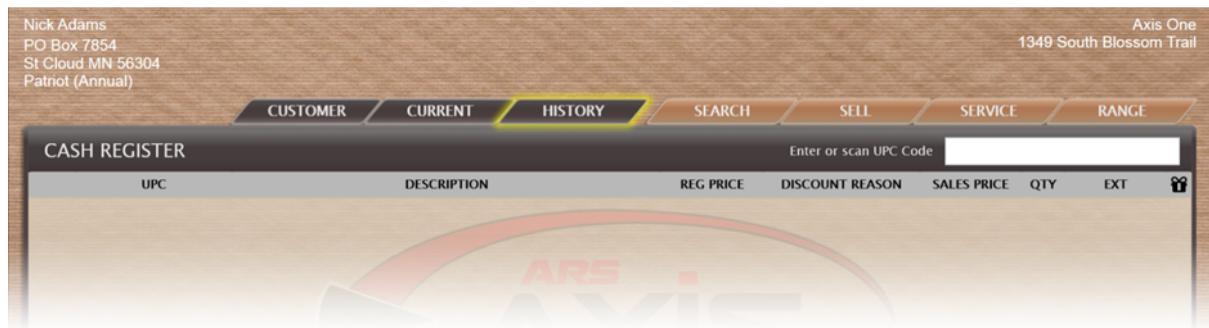 Nick Adams
PO Box 7854
St Cloud MN 56304
Patriot (Annual)
Axis One
1349 South Blossom Trail
CUSTOMER CURRENT HISTORY SEARCH SELL SERVICE RANGE
CASH REGISTER Enter or scan UPC Code
UPC DESCRIPTION REG PRICE DISCOUNT REASON SALES PRICE QTY EXT
ARS
AXIS